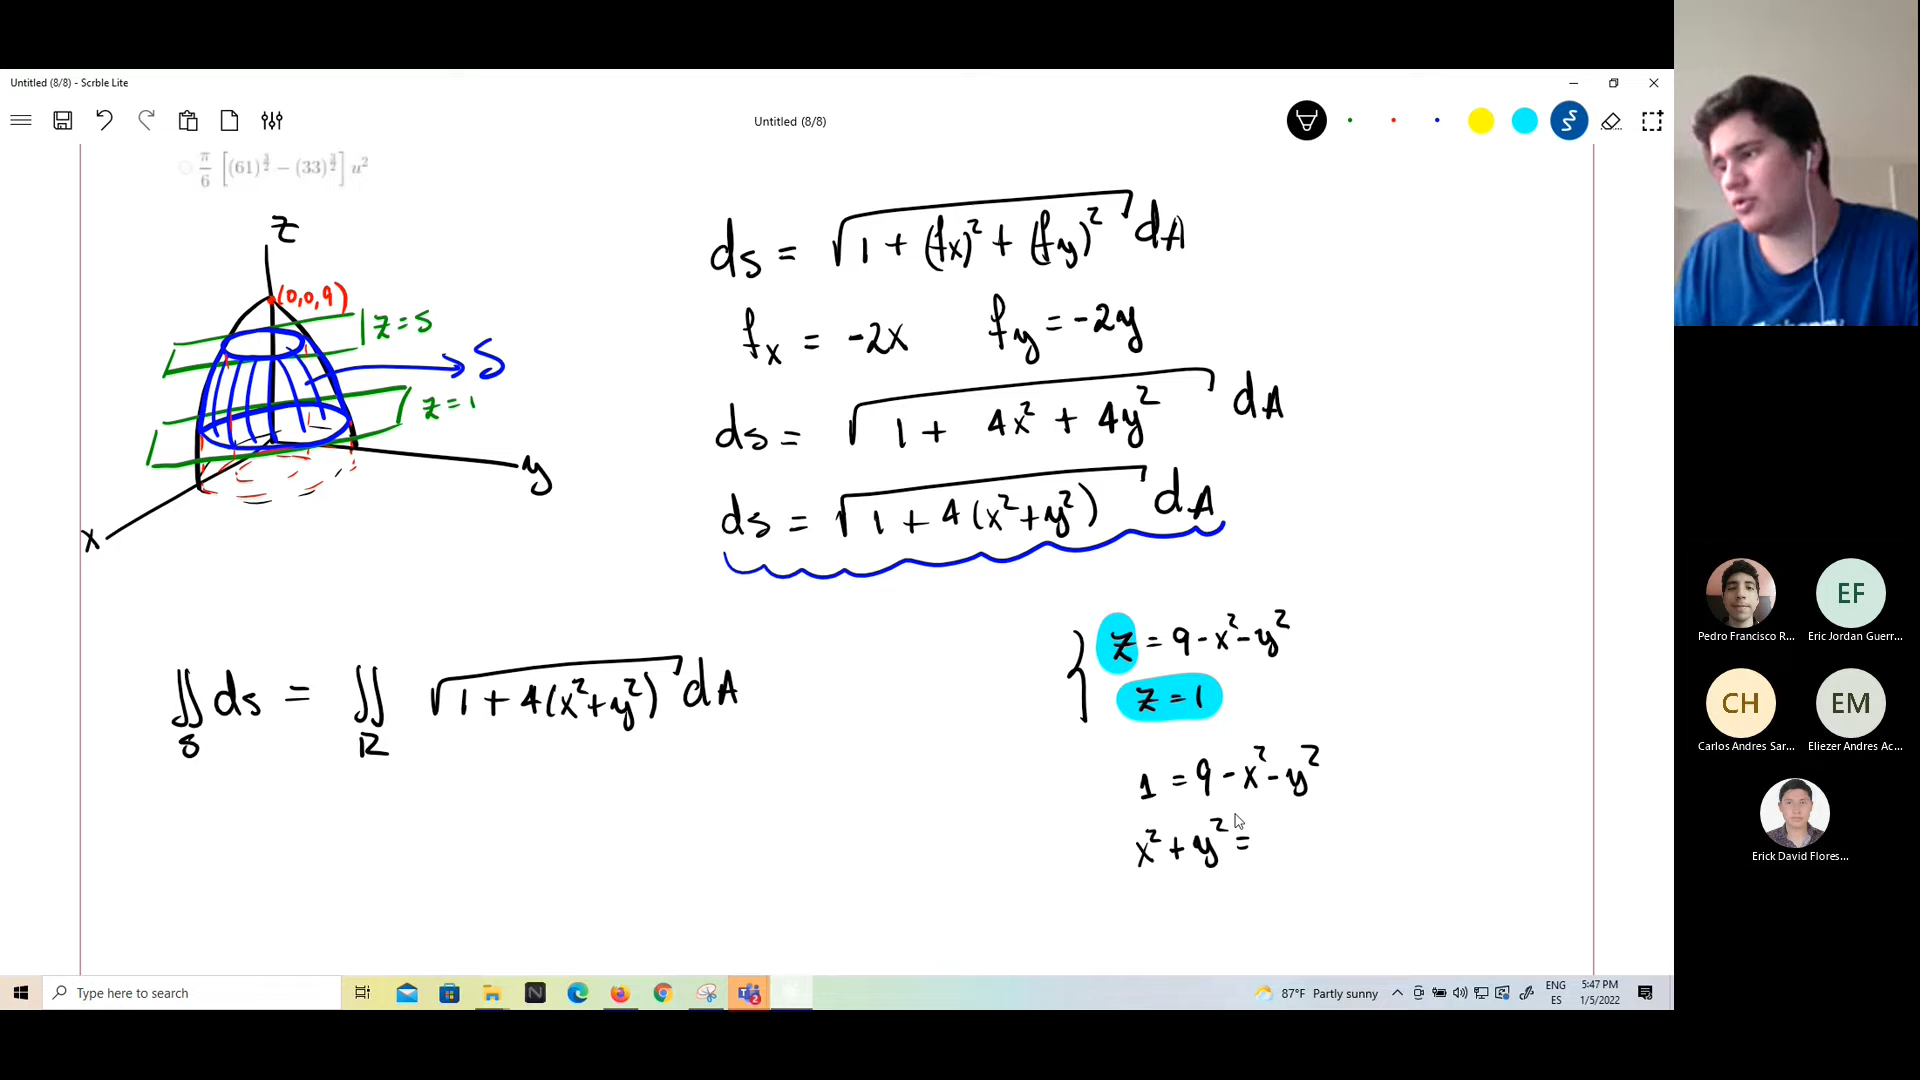 Untitled (8/8) - Scrble Lite
Untitled (8/8)
π/6 [(61)^{3/2} − (33)^{3/2}] u²
z
(0,0,9)
z = 5
S
z = 1
y
x
ds = √(1 + (fx)² + (fy)²) dA
fx = -2x fy = -2y
ds = √(1 + 4x² + 4y²) dA
ds = √(1 + 4(x²+y²)) dA
∬_S ds = ∬_R √(1 + 4(x²+y²)) dA
z = 9 - x² - y²
z = 1
1 = 9 - x² - y²
x² + y² =
Pedro Francisco R...
EF
Eric Jordan Guerr...
CH
Carlos Andres Sar...
EM
Eliezer Andres Ac...
Erick David Flores...
Type here to search
2
87°F Partly sunny
ENG
ES
5:47 PM
1/5/2022